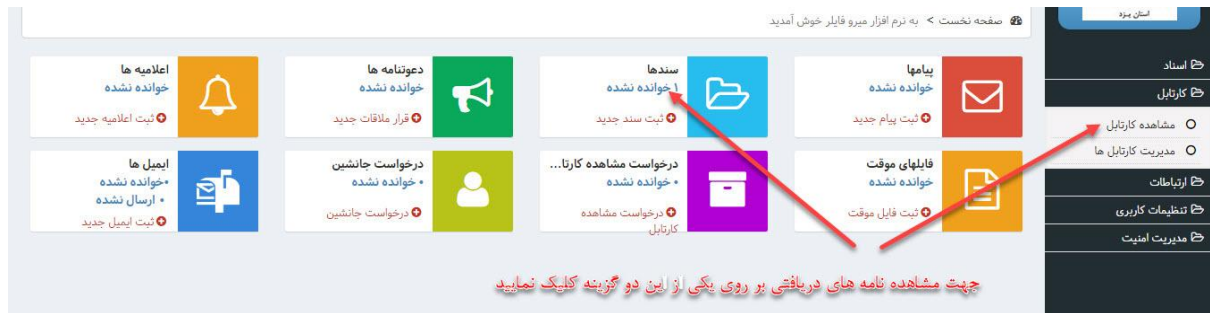 استان یزد
صفحه نخست > به نرم افزار میرو فایلر خوش آمدید
اسناد
کارتابل
مشاهده کارتابل
مدیریت کارتابل ها
ارتباطات
تنظیمات کاربری
مدیریت امنیت
پیامها
خوانده نشده
ثبت پیام جدید
سندها
۱ خوانده نشده
ثبت سند جدید
دعوتنامه ها
خوانده نشده
قرار ملاقات جدید
اعلامیه ها
خوانده نشده
ثبت اعلامیه جدید
فایلهای موقت
خوانده نشده
ثبت فایل موقت
درخواست مشاهده کارتا...
۰ خوانده نشده
درخواست مشاهده
کارتابل
درخواست جانشین
۰ خوانده نشده
درخواست جانشین
ایمیل ها
۰خوانده نشده
۰ ارسال نشده
ثبت ایمیل جدید
جهت مشاهده نامه های دریافتی بر روی یکی از این دو گزینه کلیک نمایید